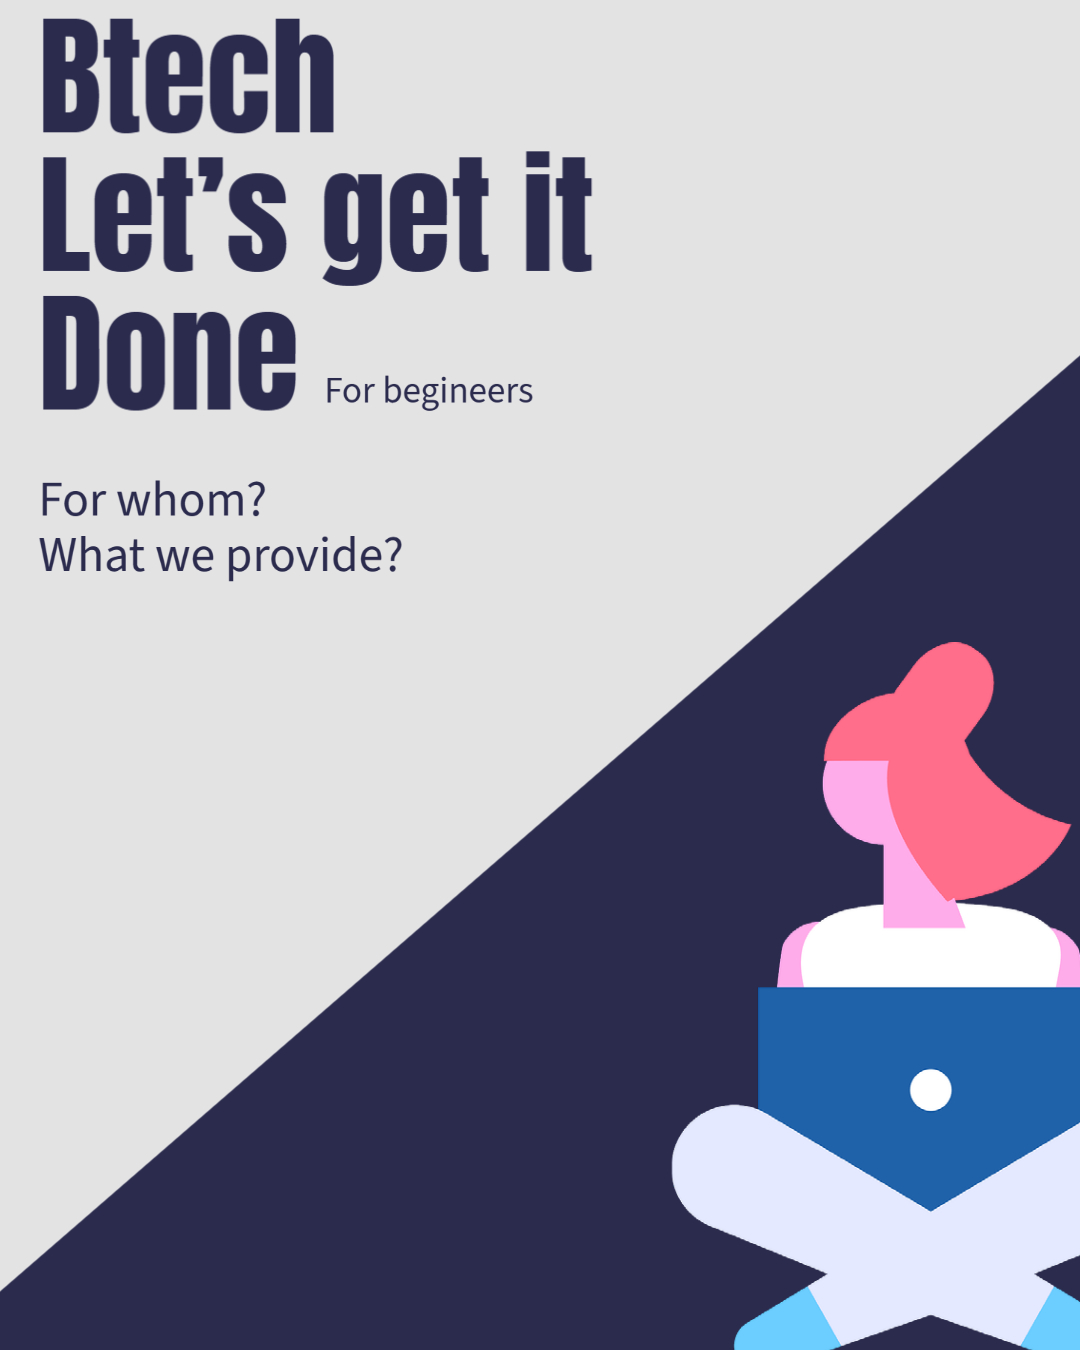 Btech
Let’s get it
Done For begineers
For whom?
What we provide?